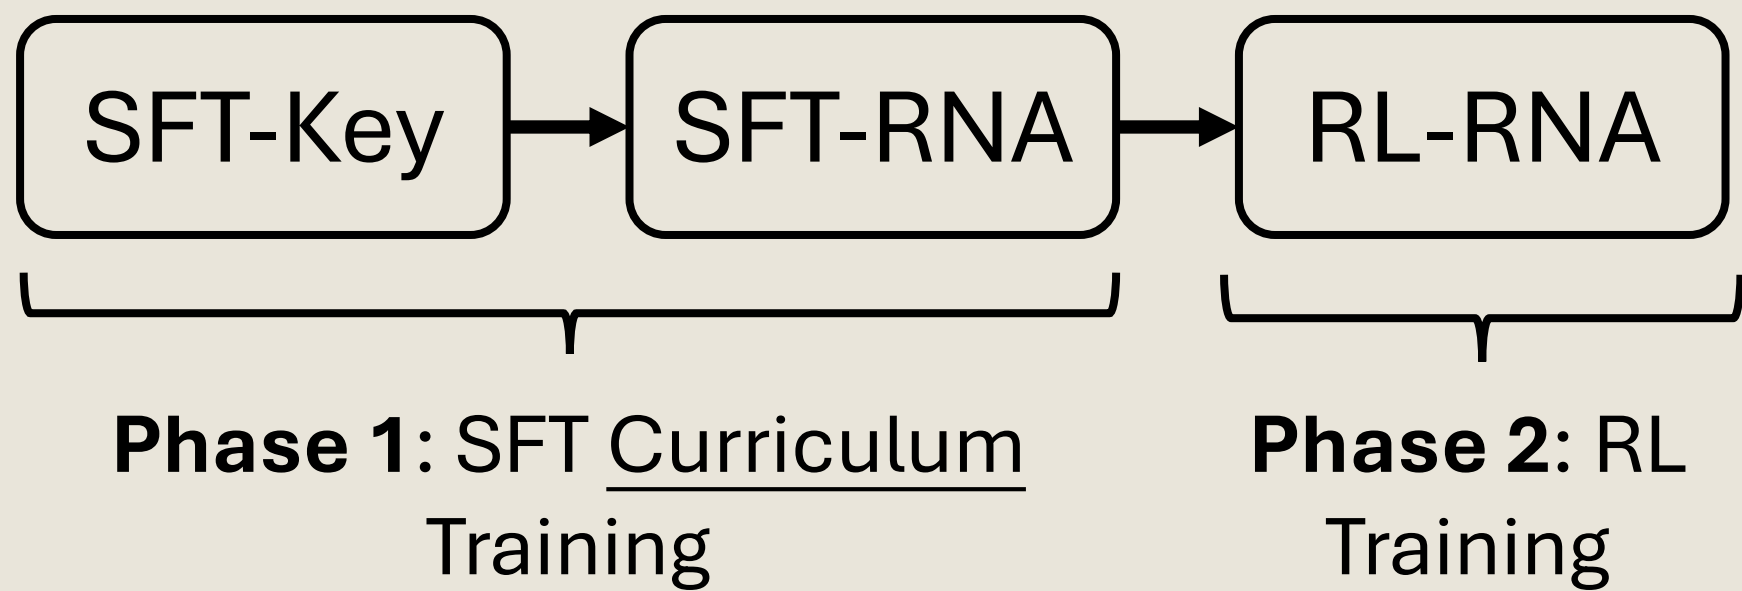 SFT-Key
SFT-RNA
RL-RNA
Phase 1: SFT Curriculum
Training
Phase 2: RL
Training